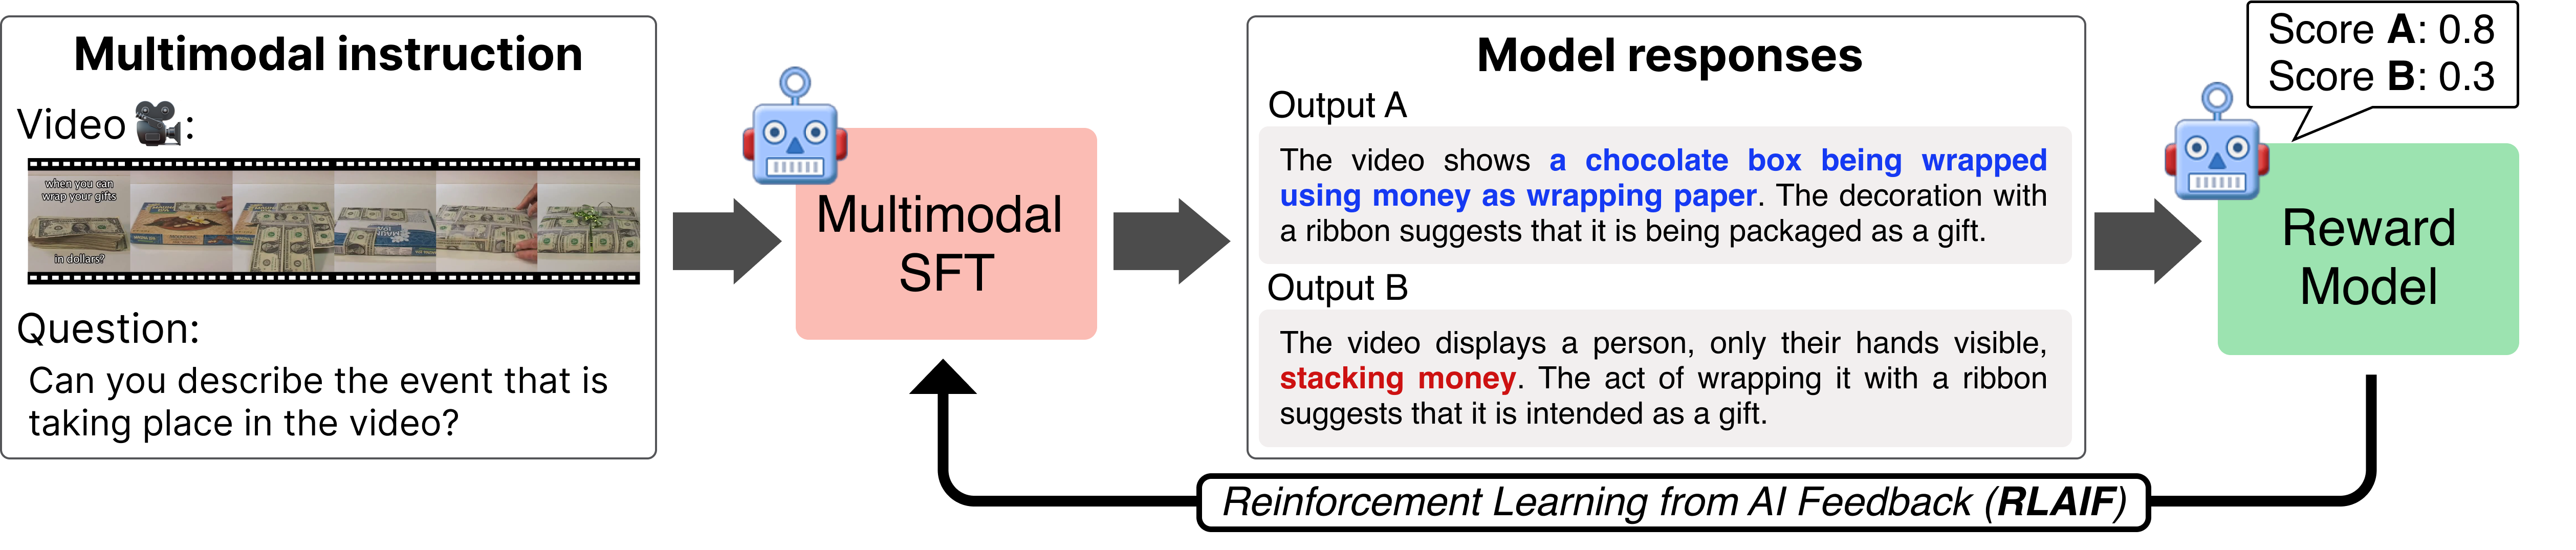 Multimodal instruction
Video :
when you can
wrap your gifts
in dollars?
Question:
Can you describe the event that is
taking place in the video?
Multimodal
SFT
Model responses
Output A
The video shows a chocolate box being wrapped
using money as wrapping paper. The decoration with
a ribbon suggests that it is being packaged as a gift.
Output B
The video displays a person, only their hands visible,
stacking money. The act of wrapping it with a ribbon
suggests that it is intended as a gift.
Score A: 0.8
Score B: 0.3
Reward
Model
Reinforcement Learning from AI Feedback (RLAIF)